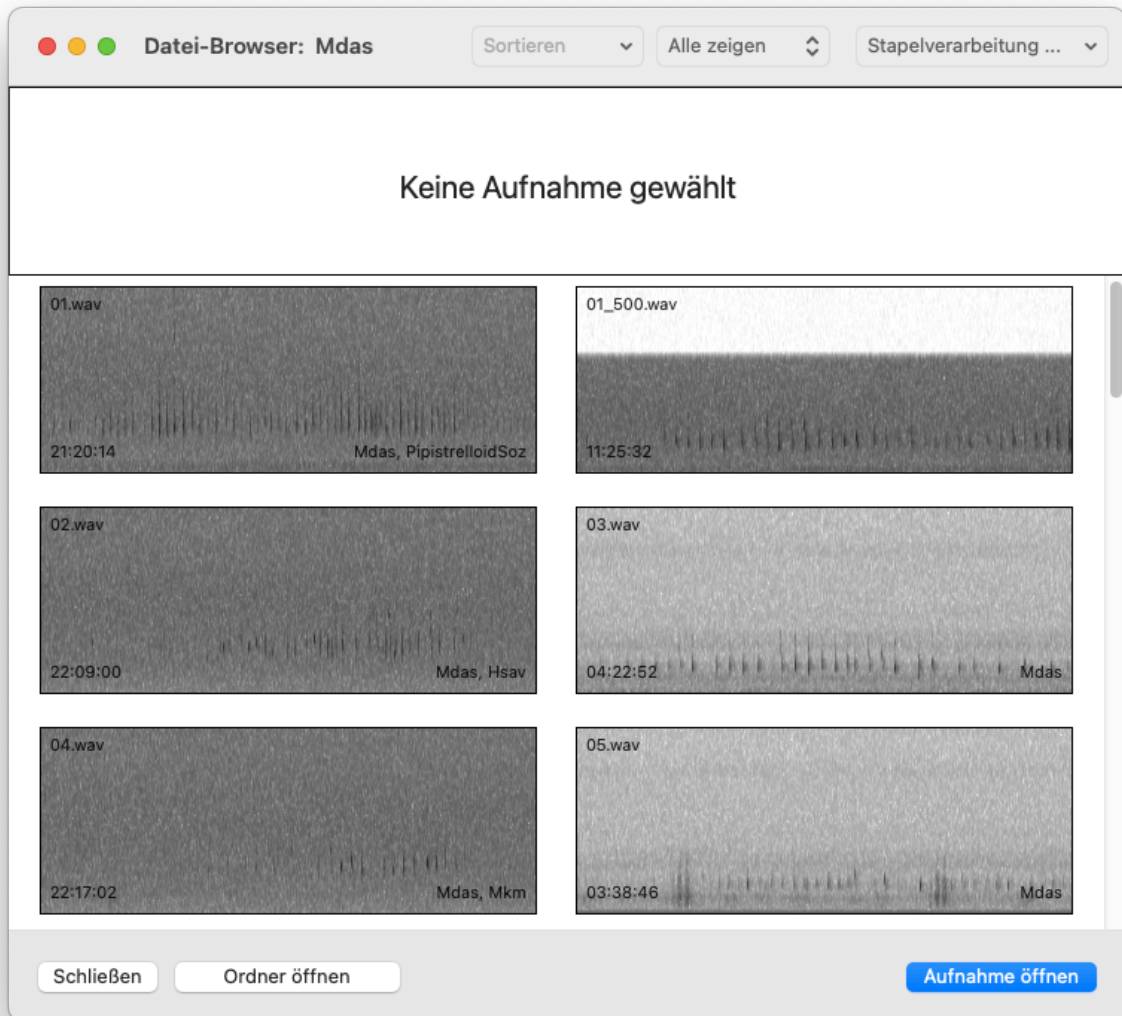 Datei-Browser: Mdas
Sortieren
Alle zeigen
Stapelverarbeitung ...
Keine Aufnahme gewählt
01.wav
21:20:14
Mdas, PipistrelloidSoz
01_500.wav
11:25:32
02.wav
22:09:00
Mdas, Hsav
03.wav
04:22:52
Mdas
04.wav
22:17:02
Mdas, Mkm
05.wav
03:38:46
Mdas
Schließen
Ordner öffnen
Aufnahme öffnen